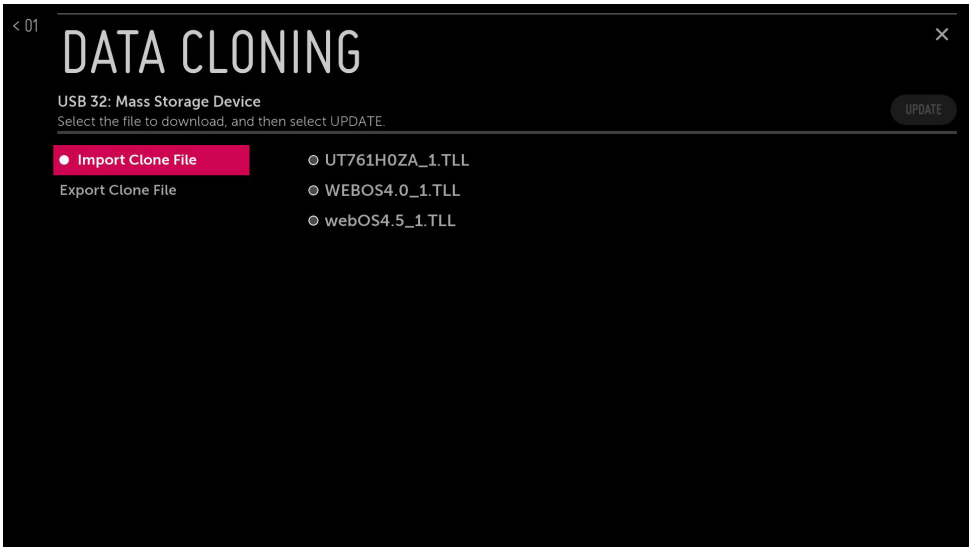 < 01
DATA CLONING
USB 32: Mass Storage Device
Select the file to download, and then select UPDATE.
UPDATE
Import Clone File
Export Clone File
UT761H0ZA_1.TLL
WEBOS4.0_1.TLL
webOS4.5_1.TLL